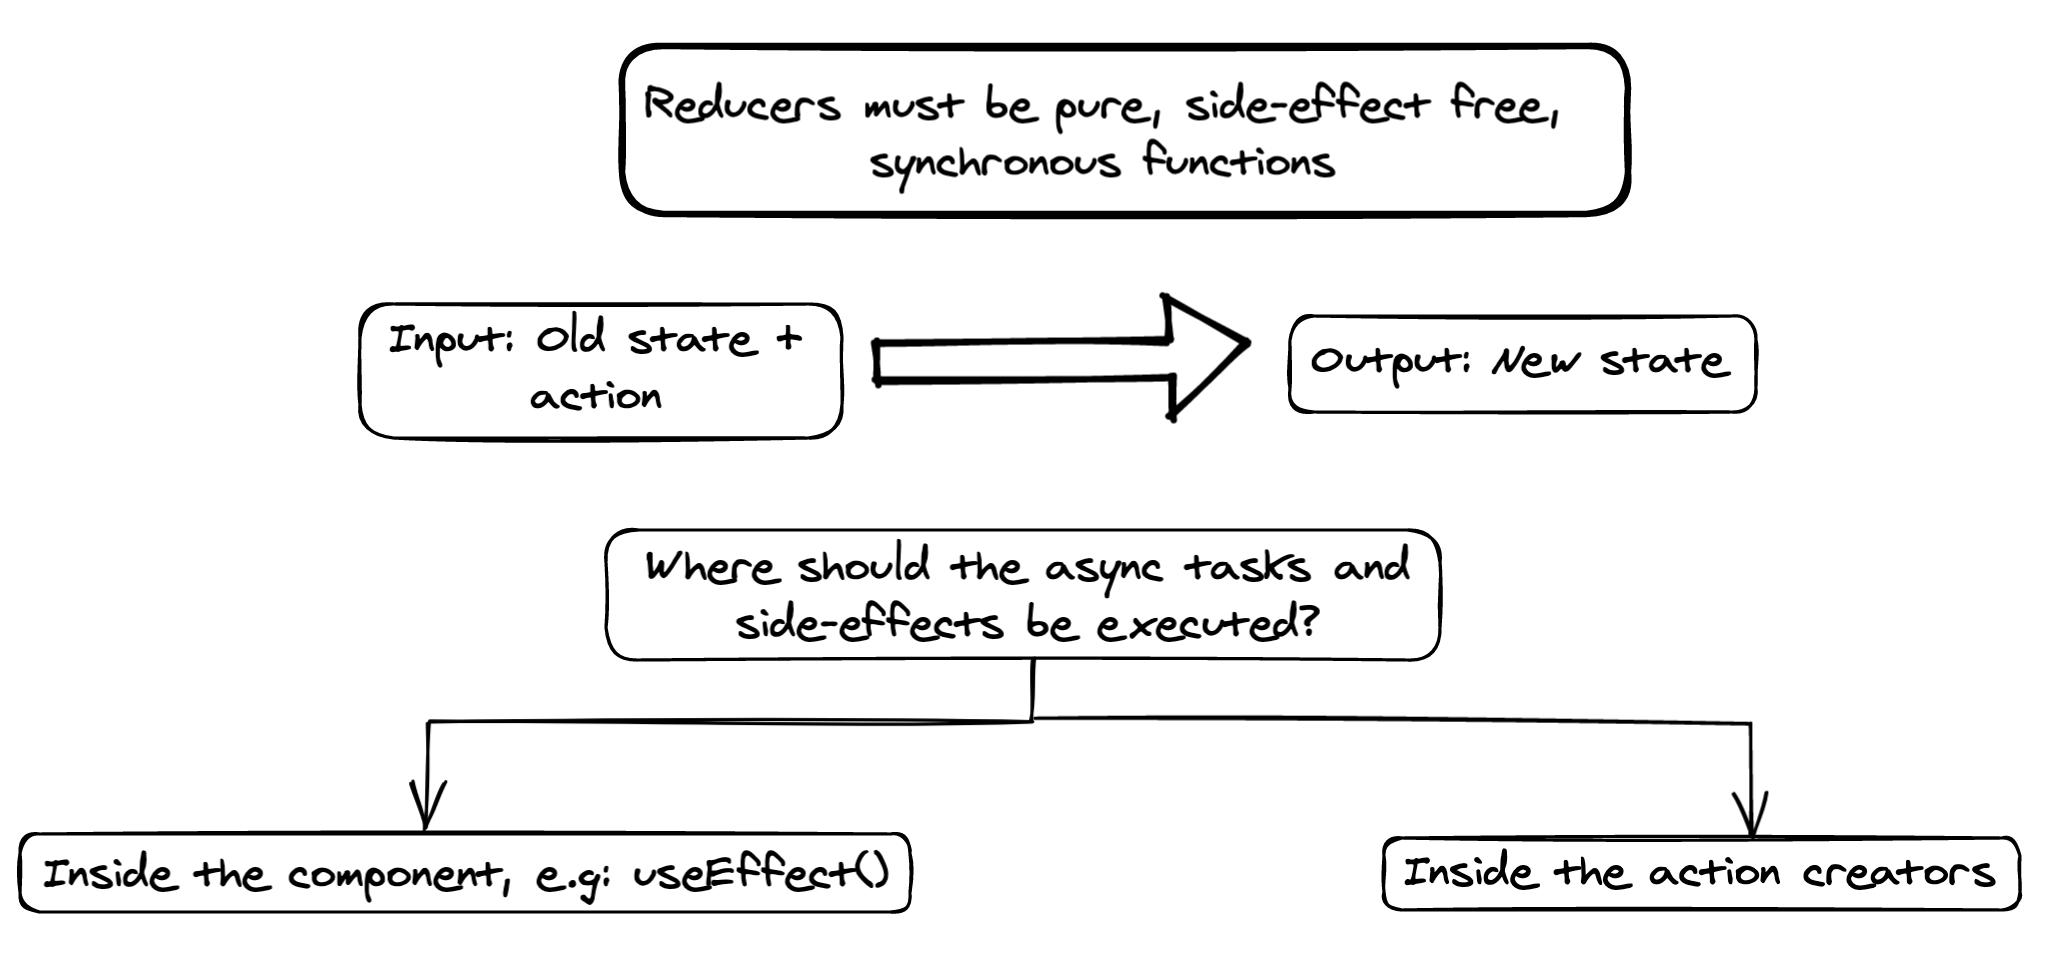 Reducers must be pure, side-effect free,
synchronous functions
Input: Old state +
action
Output: New state
Where should the async tasks and
side-effects be executed?
Inside the component, e.g: useEffect()
Inside the action creators